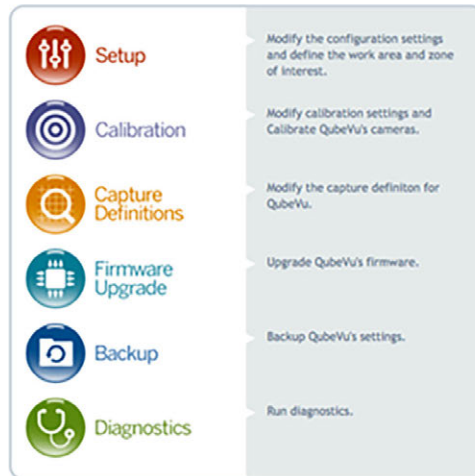 Setup
Modify the configuration settings
and define the work area and zone
of interest.
Calibration
Modify calibration settings and
Calibrate QubeVu's cameras.
Capture
Definitions
Modify the capture definiton for
QubeVu.
Firmware
Upgrade
Upgrade QubeVu's firmware.
Backup
Backup QubeVu's settings.
Diagnostics
Run diagnostics.